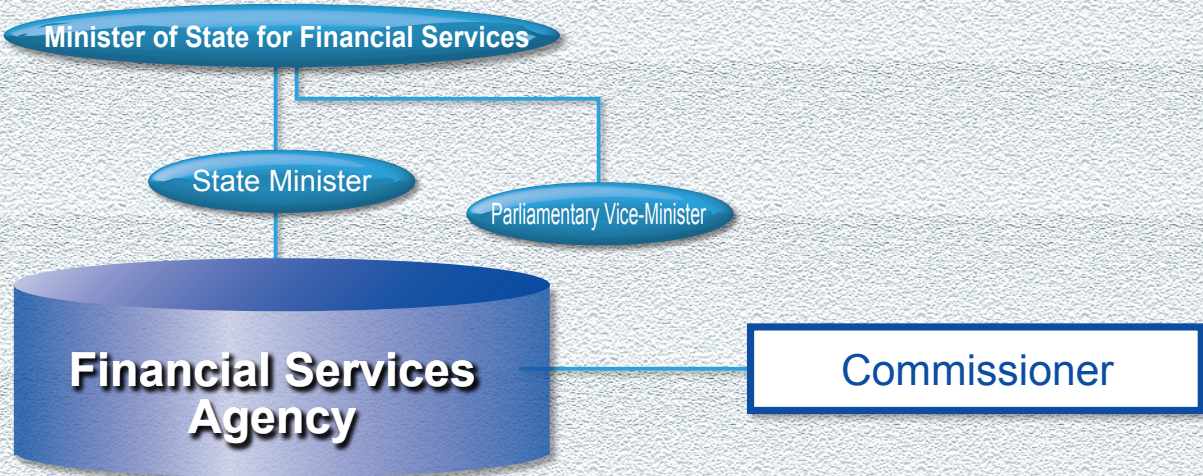 Minister of State for Financial Services
State Minister
Parliamentary Vice-Minister
Financial Services
Agency
Commissioner